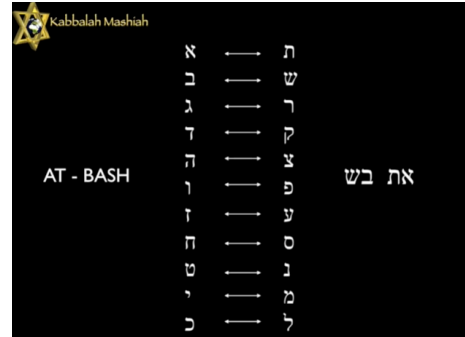 Kabbalah Mashiah
א ⟷ ת
ב ⟷ ש
ג ⟷ ר
ד ⟷ ק
ה ⟷ צ
ו ⟷ פ
ז ⟷ ע
ח ⟷ ס
ט ⟷ נ
י ⟷ מ
כ ⟷ ל
AT - BASH
את בש